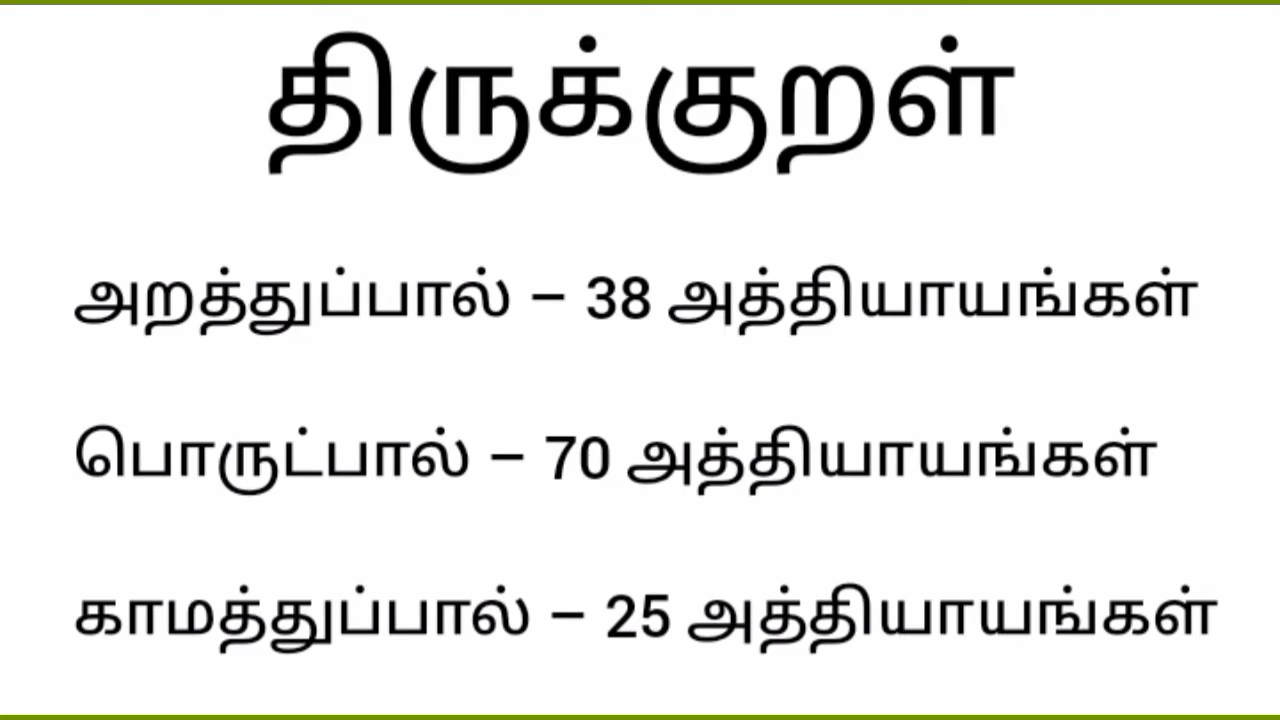 திருக்குறள்
அறத்துப்பால் – 38 அத்தியாயங்கள்
பொருட்பால் – 70 அத்தியாயங்கள்
காமத்துப்பால் – 25 அத்தியாயங்கள்